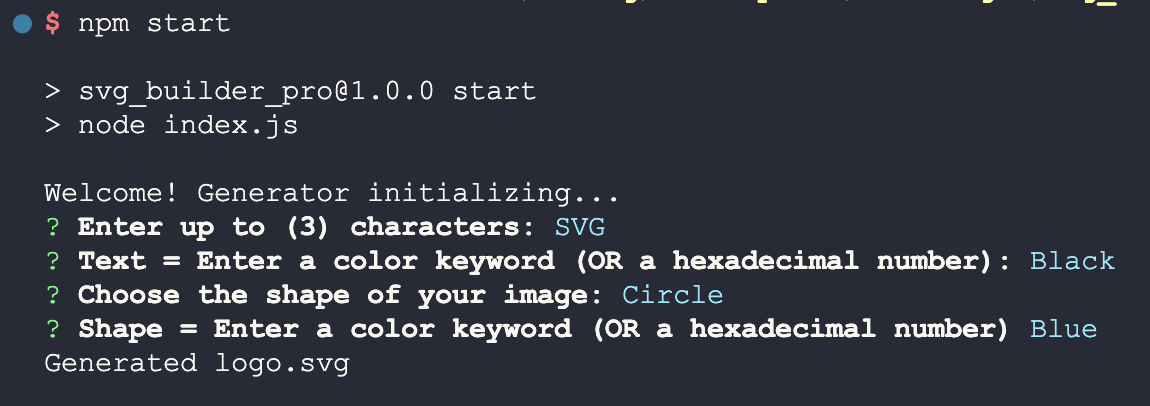 $ npm start
> svg_builder_pro@1.0.0 start
> node index.js
Welcome! Generator initializing...
? Enter up to (3) characters: SVG
? Text = Enter a color keyword (OR a hexadecimal number): Black
? Choose the shape of your image: Circle
? Shape = Enter a color keyword (OR a hexadecimal number) Blue
Generated logo.svg